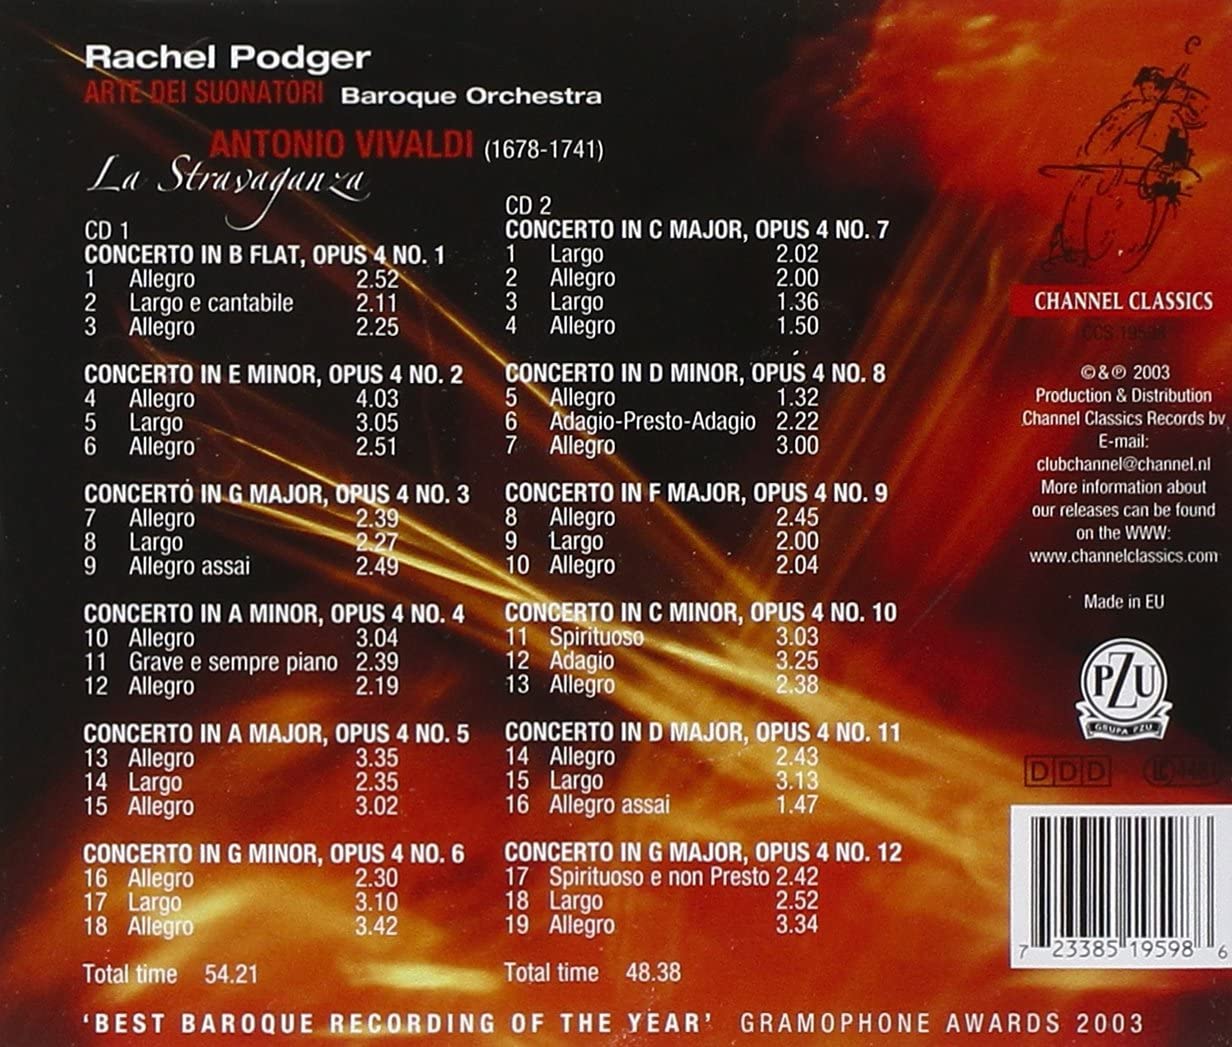 Rachel Podger
ARTE DEI SUONATORI Baroque Orchestra
ANTONIO VIVALDI (1678-1741)
La Stravaganza
CD 1
CONCERTO IN B FLAT, OPUS 4 NO. 1
1 Allegro 2.52
2 Largo e cantabile 2.11
3 Allegro 2.25
CONCERTO IN E MINOR, OPUS 4 NO. 2
4 Allegro 4.03
5 Largo 3.05
6 Allegro 2.51
CONCERTO IN G MAJOR, OPUS 4 NO. 3
7 Allegro 2.39
8 Largo 2.27
9 Allegro assai 2.49
CONCERTO IN A MINOR, OPUS 4 NO. 4
10 Allegro 3.04
11 Grave e sempre piano 2.39
12 Allegro 2.19
CONCERTO IN A MAJOR, OPUS 4 NO. 5
13 Allegro 3.35
14 Largo 2.35
15 Allegro 3.02
CONCERTO IN G MINOR, OPUS 4 NO. 6
16 Allegro 2.30
17 Largo 3.10
18 Allegro 3.42
Total time 54.21
CD 2
CONCERTO IN C MAJOR, OPUS 4 NO. 7
1 Largo 2.02
2 Allegro 2.00
3 Largo 1.36
4 Allegro 1.50
CONCERTO IN D MINOR, OPUS 4 NO. 8
5 Allegro 1.32
6 Adagio-Presto-Adagio 2.22
7 Allegro 3.00
CONCERTO IN F MAJOR, OPUS 4 NO. 9
8 Allegro 2.45
9 Largo 2.00
10 Allegro 2.04
CONCERTO IN C MINOR, OPUS 4 NO. 10
11 Spirituoso 3.03
12 Adagio 3.25
13 Allegro 2.38
CONCERTO IN D MAJOR, OPUS 4 NO. 11
14 Allegro 2.43
15 Largo 3.13
16 Allegro assai 1.47
CONCERTO IN G MAJOR, OPUS 4 NO. 12
17 Spirituoso e non Presto 2.42
18 Largo 2.52
19 Allegro 3.34
Total time 48.38
CHANNEL CLASSICS
CCS 19598
©&℗ 2003
Production & Distribution
Channel Classics Records bv
E-mail:
clubchannel@channel.nl
More information about
our releases can be found
on the WWW:
www.channelclassics.com
Made in EU
PZU
GRUPA PZU
DDD
7 23385 19598 6
'BEST BAROQUE RECORDING OF THE YEAR' GRAMOPHONE AWARDS 2003